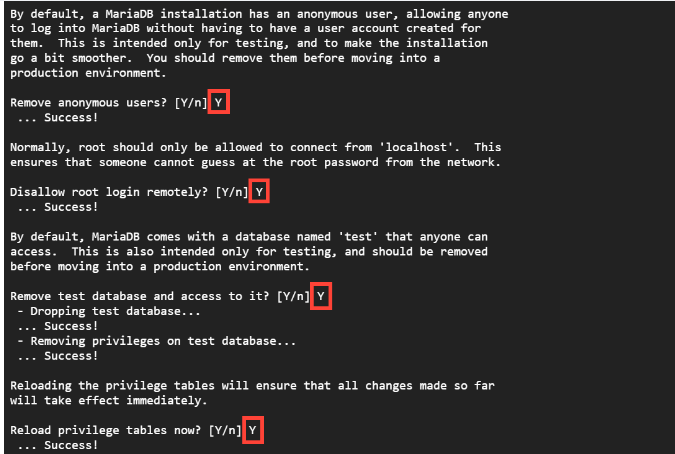 By default, a MariaDB installation has an anonymous user, allowing anyone
to log into MariaDB without having to have a user account created for
them.  This is intended only for testing, and to make the installation
go a bit smoother.  You should remove them before moving into a
production environment.
Remove anonymous users? [Y/n] Y
 ... Success!
Normally, root should only be allowed to connect from 'localhost'.  This
ensures that someone cannot guess at the root password from the network.
Disallow root login remotely? [Y/n] Y
 ... Success!
By default, MariaDB comes with a database named 'test' that anyone can
access.  This is also intended only for testing, and should be removed
before moving into a production environment.
Remove test database and access to it? [Y/n] Y
 - Dropping test database...
 ... Success!
 - Removing privileges on test database...
 ... Success!
Reloading the privilege tables will ensure that all changes made so far
will take effect immediately.
Reload privilege tables now? [Y/n] Y
 ... Success!